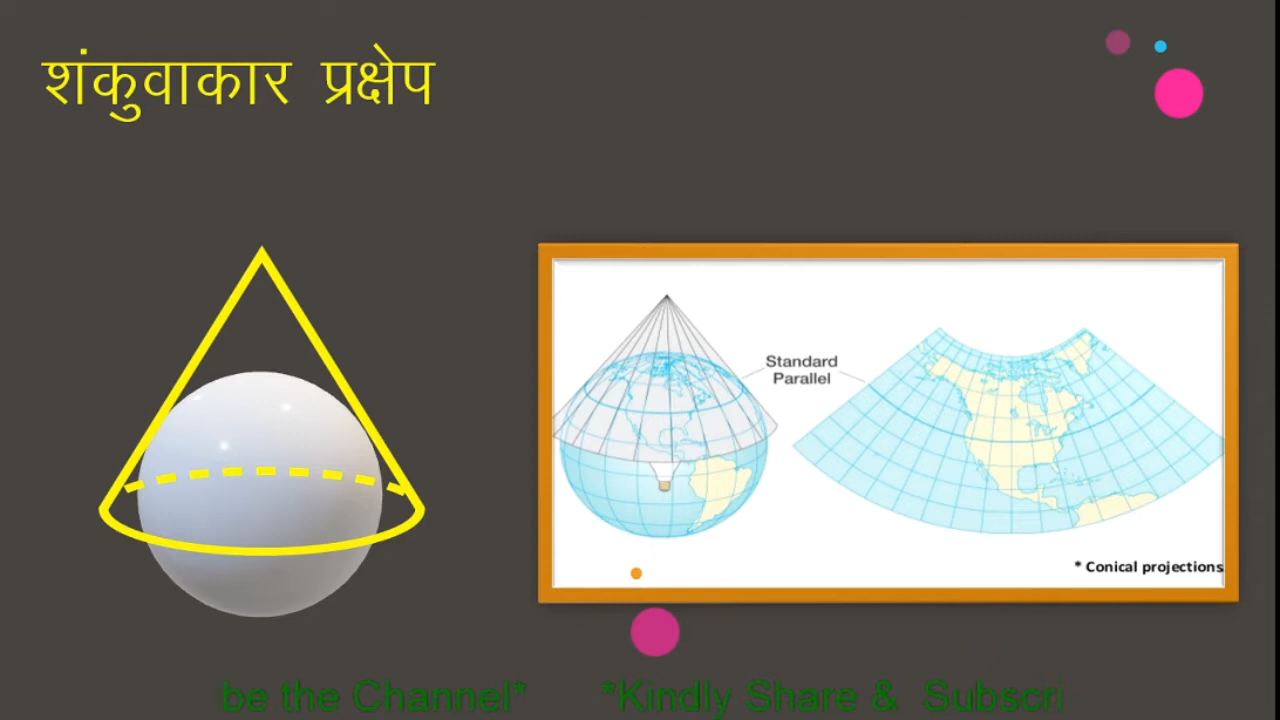 शंकुवाकार प्रक्षेप
Standard
Parallel
* Conical projections
be the Channel* *Kindly Share & Subscri